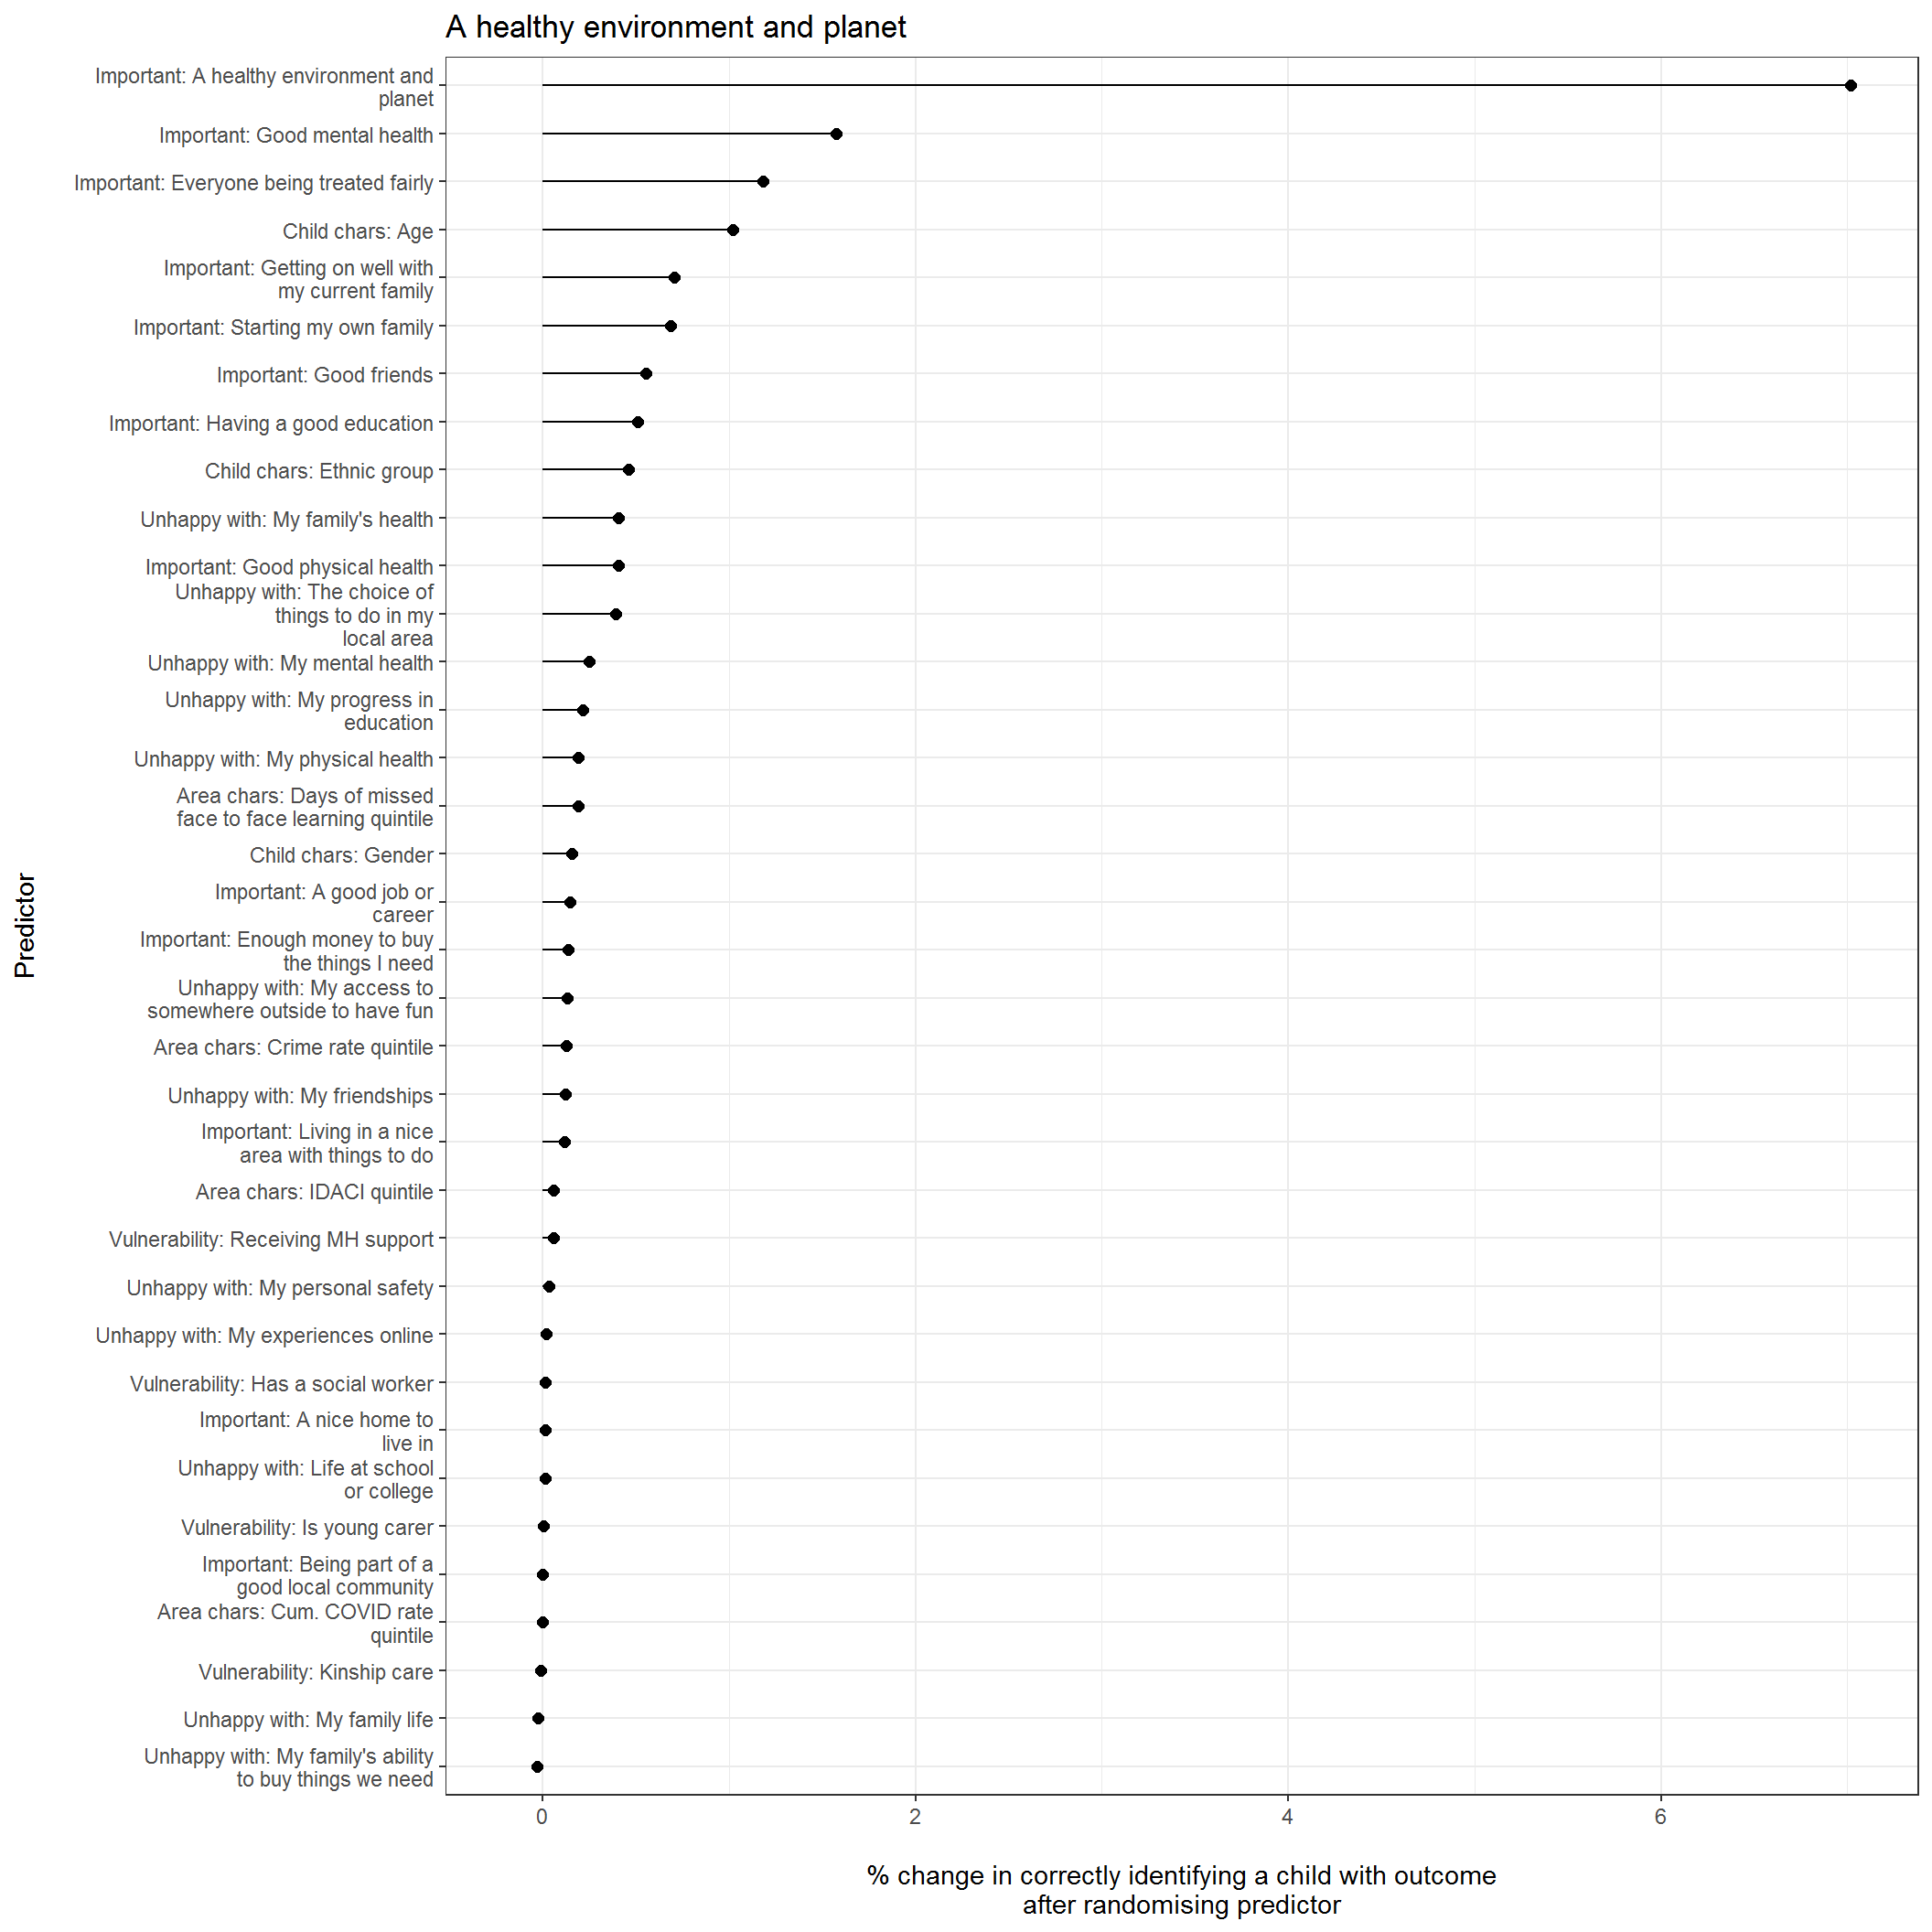 A healthy environment and planet
Important: A healthy environment and
planet
Important: Good mental health
Important: Everyone being treated fairly
Child chars: Age
Important: Getting on well with
my current family
Important: Starting my own family
Important: Good friends
Important: Having a good education
Child chars: Ethnic group
Unhappy with: My family's health
Important: Good physical health
Unhappy with: The choice of
things to do in my
local area
Unhappy with: My mental health
Unhappy with: My progress in
education
Unhappy with: My physical health
Area chars: Days of missed
face to face learning quintile
Child chars: Gender
Important: A good job or
career
Important: Enough money to buy
the things I need
Unhappy with: My access to
somewhere outside to have fun
Area chars: Crime rate quintile
Unhappy with: My friendships
Important: Living in a nice
area with things to do
Area chars: IDACI quintile
Vulnerability: Receiving MH support
Unhappy with: My personal safety
Unhappy with: My experiences online
Vulnerability: Has a social worker
Important: A nice home to
live in
Unhappy with: Life at school
or college
Vulnerability: Is young carer
Important: Being part of a
good local community
Area chars: Cum. COVID rate
quintile
Vulnerability: Kinship care
Unhappy with: My family life
Unhappy with: My family's ability
to buy things we need
Predictor
0 2 4 6
% change in correctly identifying a child with outcome
after randomising predictor